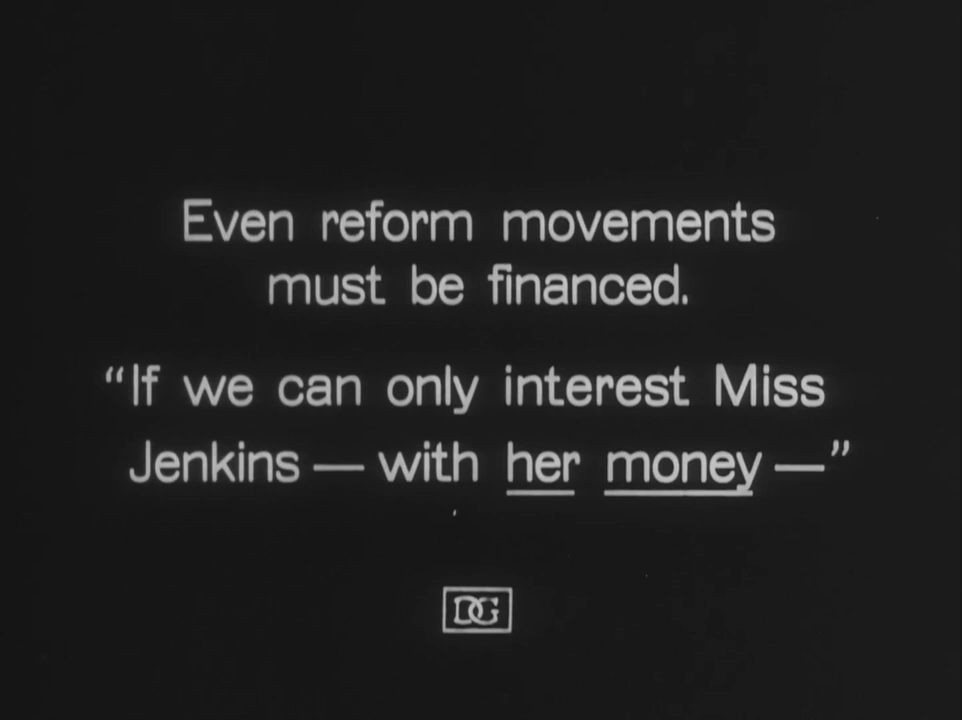 Even reform movements
must be financed.
“If we can only interest Miss
Jenkins — with her money —”
DG